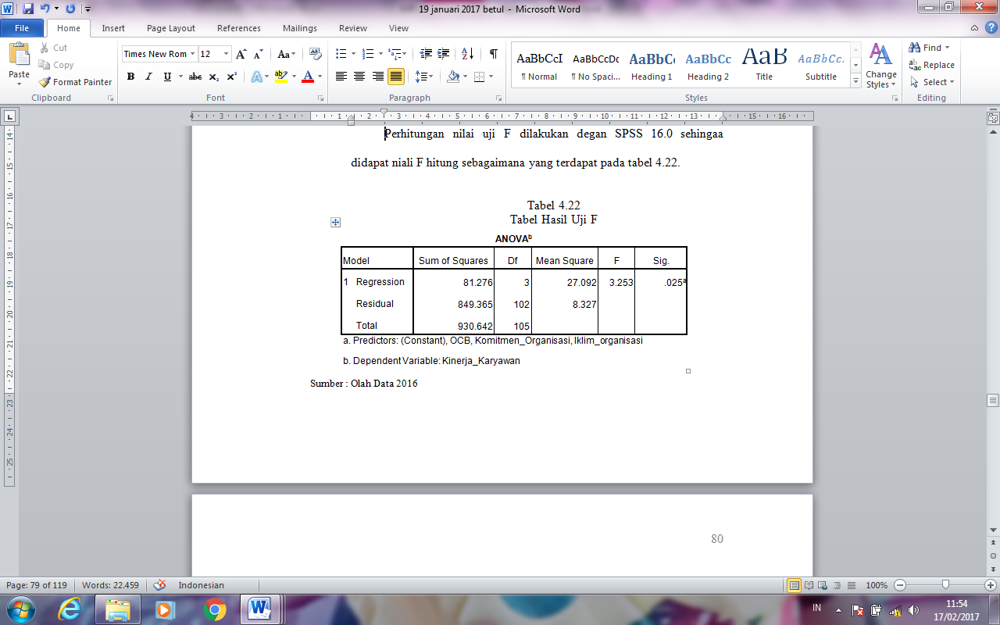 19 januari 2017 betul - Microsoft Word
File Home Insert Page Layout References Mailings Review View
Paste
Cut
Copy
Format Painter
Clipboard
Times New Rom 12
Font
Paragraph
AaBbCcI AaBbCcDc AaBbCc AaBbCc AaB AaBbCc.
¶ Normal ¶ No Spaci... Heading 1 Heading 2 Title Subtitle
Change Styles
Styles
Find
Replace
Select
Editing
Perhitungan nilai uji F dilakukan degan SPSS 16.0 sehingaa
didapat niali F hitung sebagaimana yang terdapat pada tabel 4.22.
Tabel 4.22
Tabel Hasil Uji F
ANOVAb
Model Sum of Squares Df Mean Square F Sig.
1 Regression 81.276 3 27.092 3.253 .025a
Residual 849.365 102 8.327
Total 930.642 105
a. Predictors: (Constant), OCB, Komitmen_Organisasi, Iklim_organisasi
b. Dependent Variable: Kinerja_Karyawan
Sumber : Olah Data 2016
80
Page: 79 of 119 Words: 22.459 Indonesian 100%
IN 11:54
17/02/2017